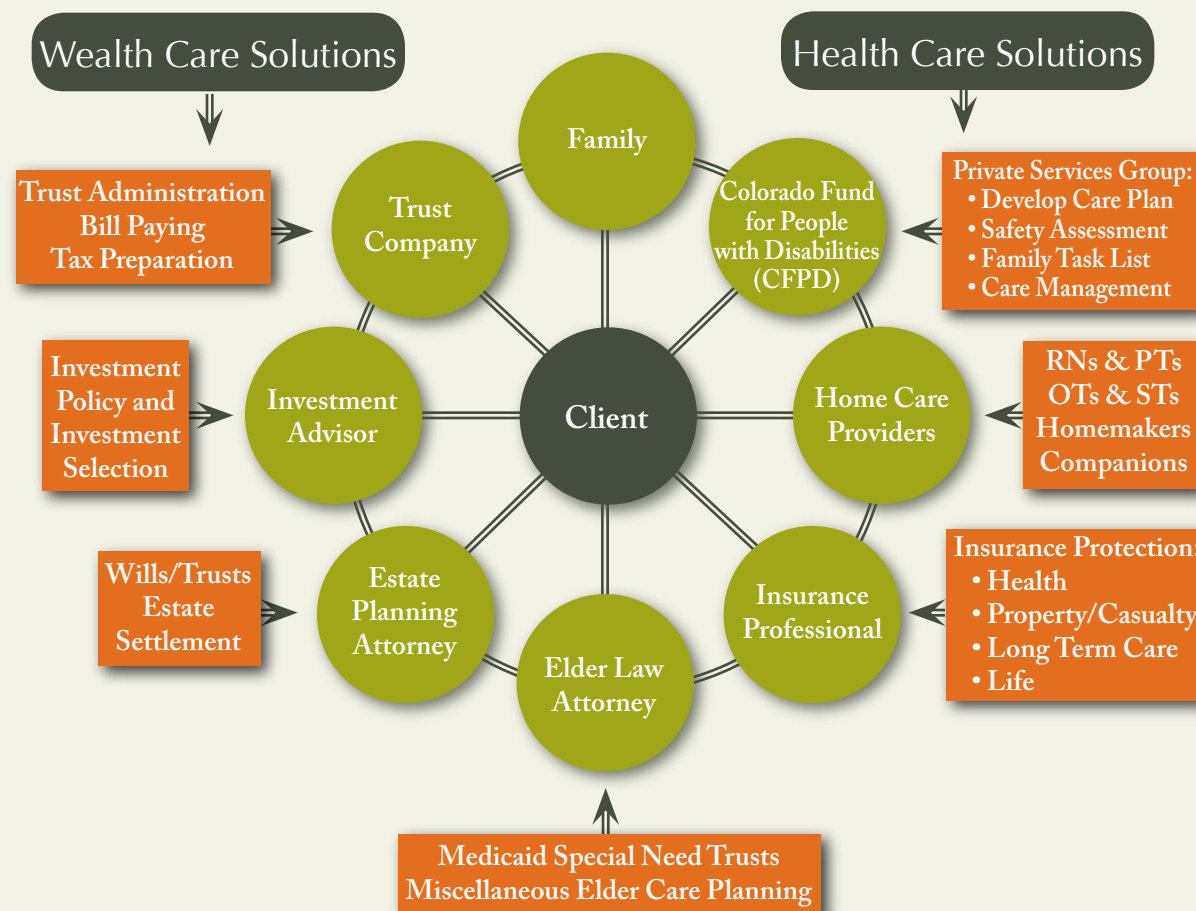 Wealth Care Solutions
Health Care Solutions
Family
Trust Administration
Bill Paying
Tax Preparation
Trust
Company
Colorado Fund
for People
with Disabilities
(CFPD)
Private Services Group:
• Develop Care Plan
• Safety Assessment
• Family Task List
• Care Management
Investment
Policy and
Investment
Selection
Investment
Advisor
Client
Home Care
Providers
RNs & PTs
OTs & STs
Homemakers
Companions
Wills/Trusts
Estate
Settlement
Estate
Planning
Attorney
Elder Law
Attorney
Insurance
Professional
Insurance Protection:
• Health
• Property/Casualty
• Long Term Care
• Life
Medicaid Special Need Trusts
Miscellaneous Elder Care Planning